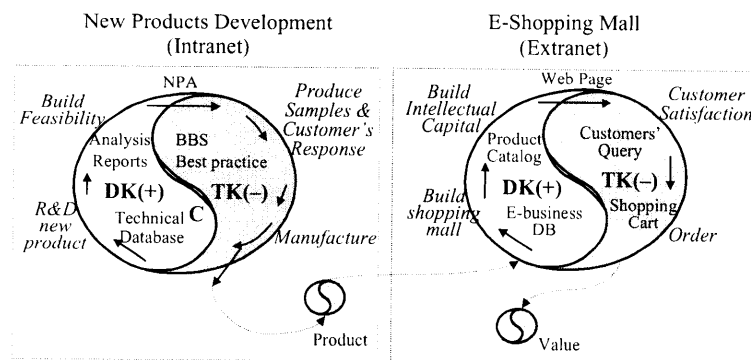 New Products Development
(Intranet)
NPA
Build
Feasibility
Produce
Samples &
Customer's
Response
Analysis
Reports
BBS
Best practice
DK(+)
C
TK(−)
R&D
new
product
Technical
Database
Manufacture
Product
E-Shopping Mall
(Extranet)
Web Page
Build
Intellectual
Capital
Customer
Satisfaction
Product
Catalog
Customers'
Query
DK(+)
TK(−)
Build
shopping
mall
E-business
DB
Shopping
Cart
Order
Value